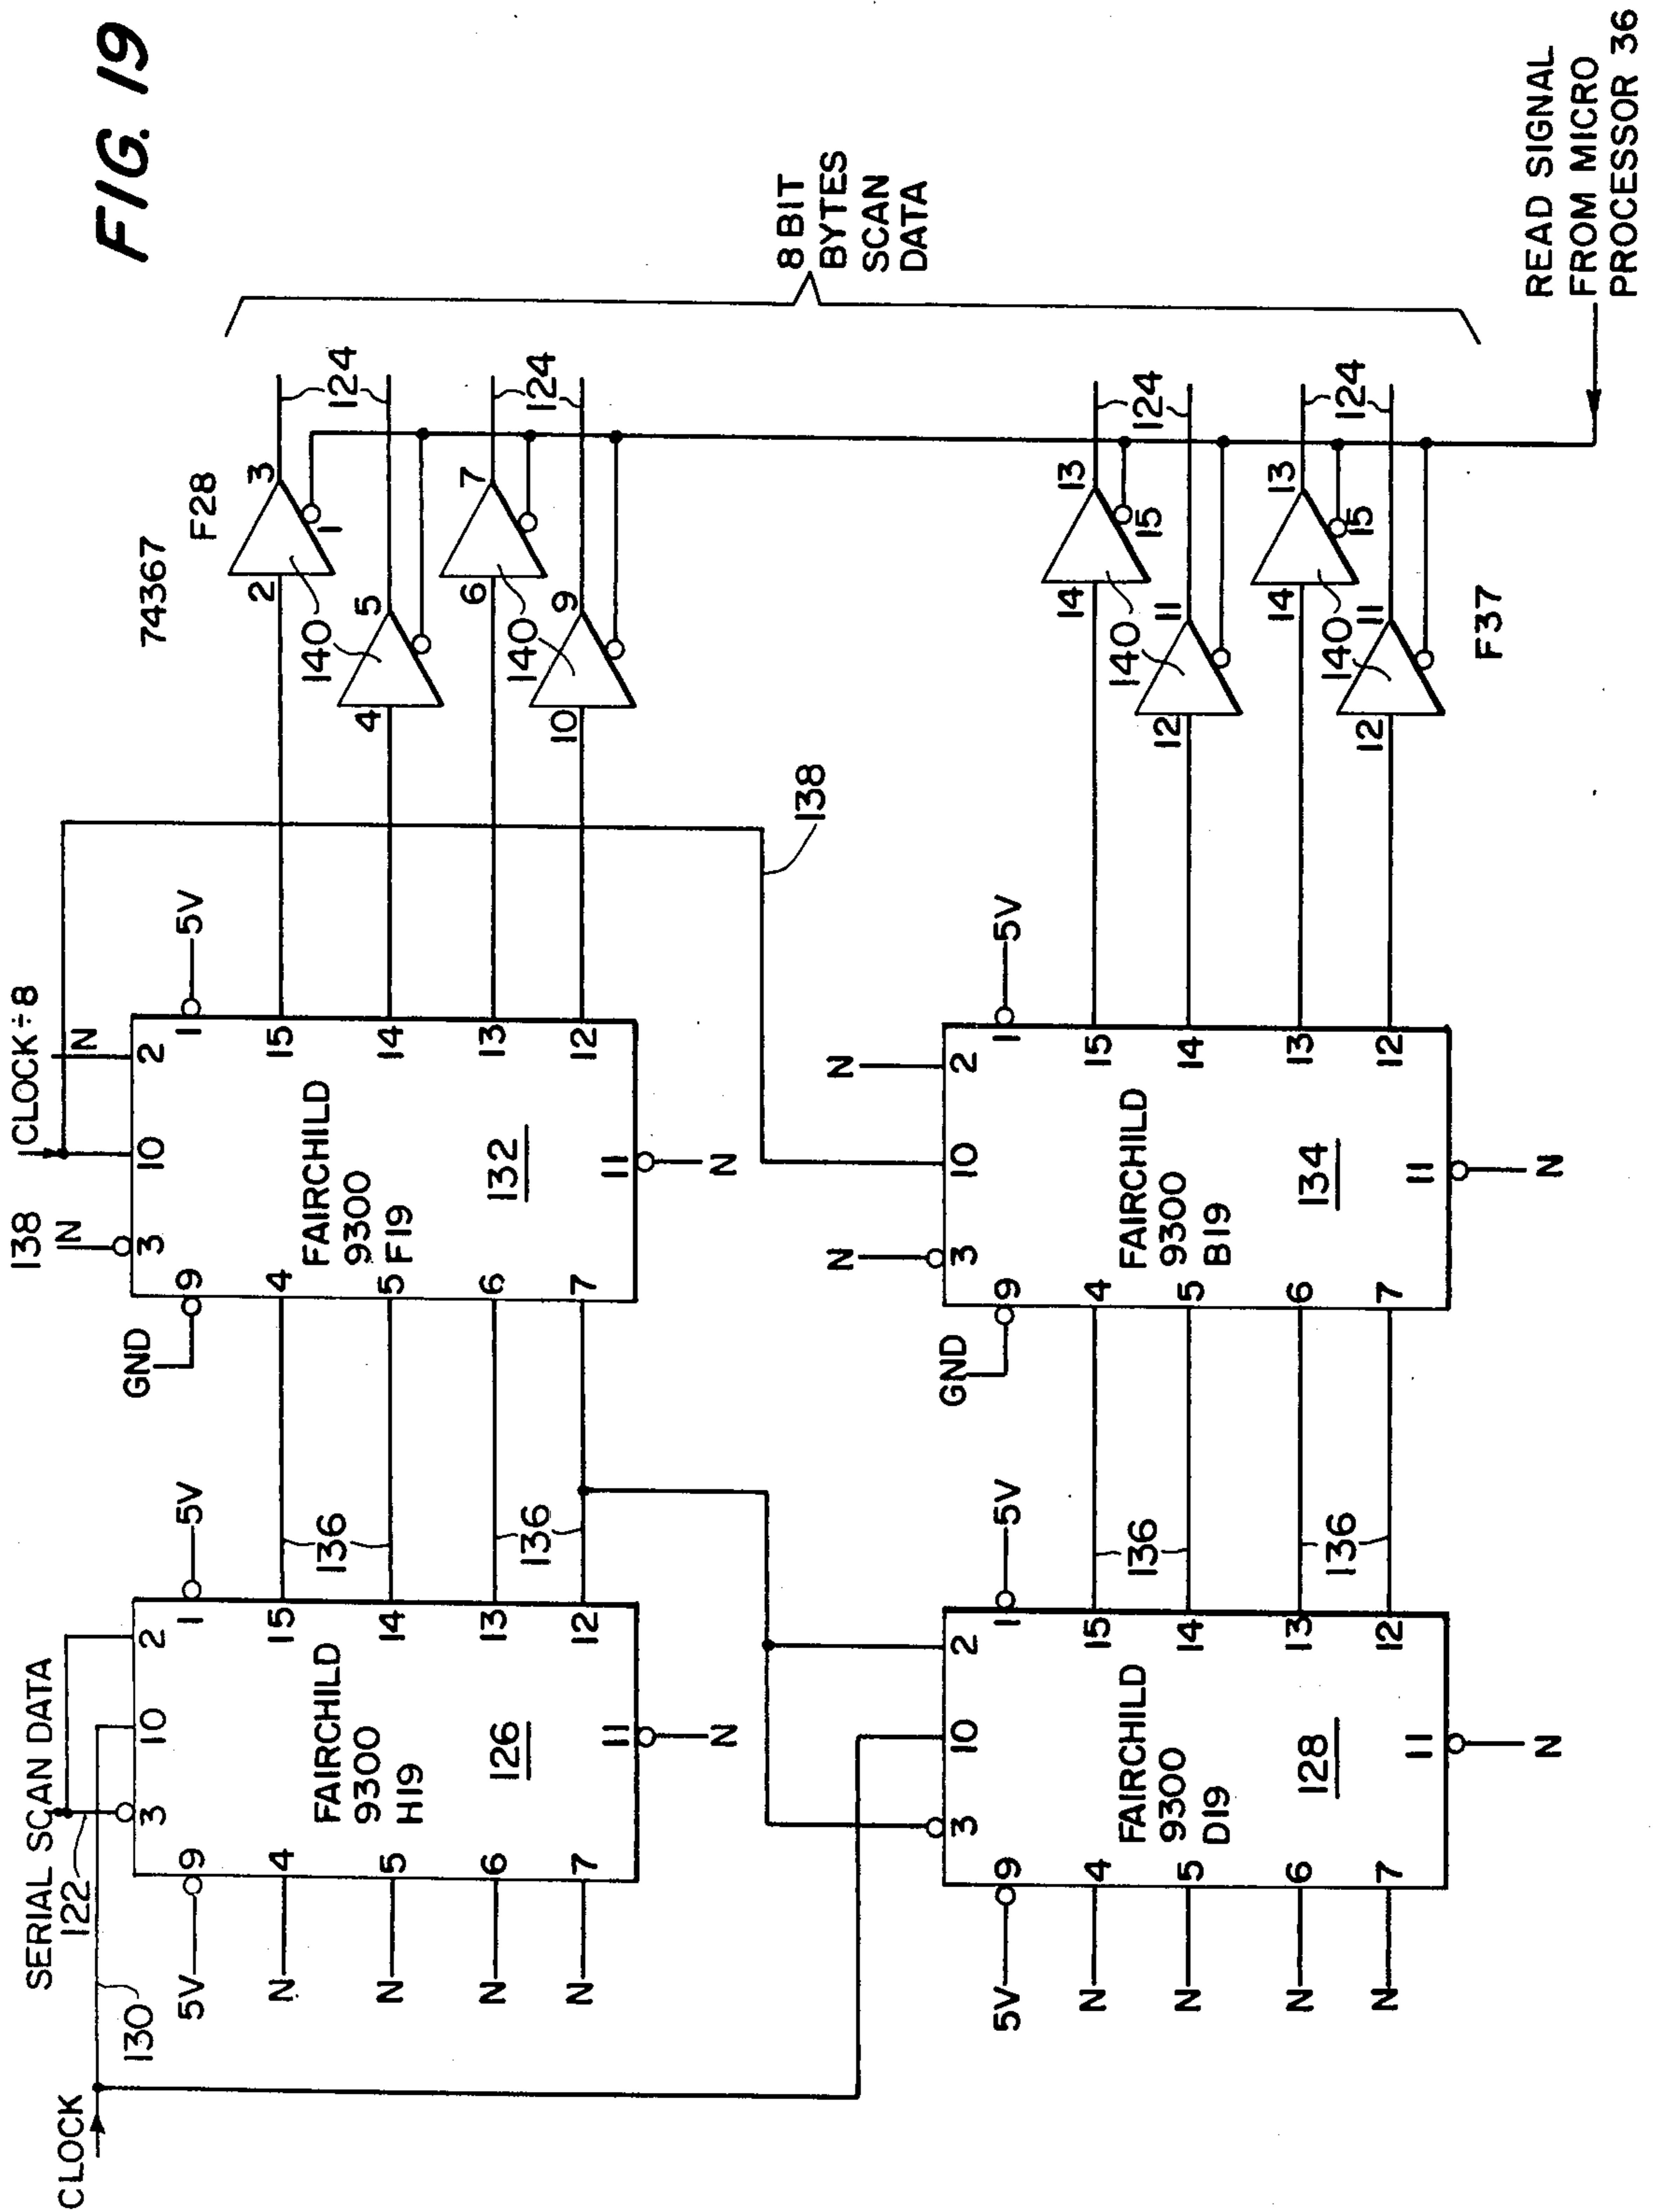 FIG. 19
CLOCK
130
SERIAL SCAN DATA
122
5V
9
3
10
2
1
5V
4
5
6
7
N
N
N
N
FAIRCHILD
9300
H19
126
15
14
13
12
11
N
136
136
138
N
CLOCK÷8
N
GND
9
3
10
2
1
5V
4
5
6
7
FAIRCHILD
9300
F19
132
15
14
13
12
11
N
138
74367
F28
2
3
1
140
4
5
6
7
140
10
9
124
124
5V
9
3
10
2
1
5V
4
5
6
7
N
N
N
N
FAIRCHILD
9300
D19
128
15
14
13
12
11
N
136
136
GND
N
N
9
3
10
2
1
5V
4
5
6
7
FAIRCHILD
9300
B19
134
15
14
13
12
11
N
14
13
15
140
12
11
14
13
15
140
12
11
F37
124
124
8 BIT
BYTES
SCAN
DATA
READ SIGNAL
FROM MICRO
PROCESSOR 36